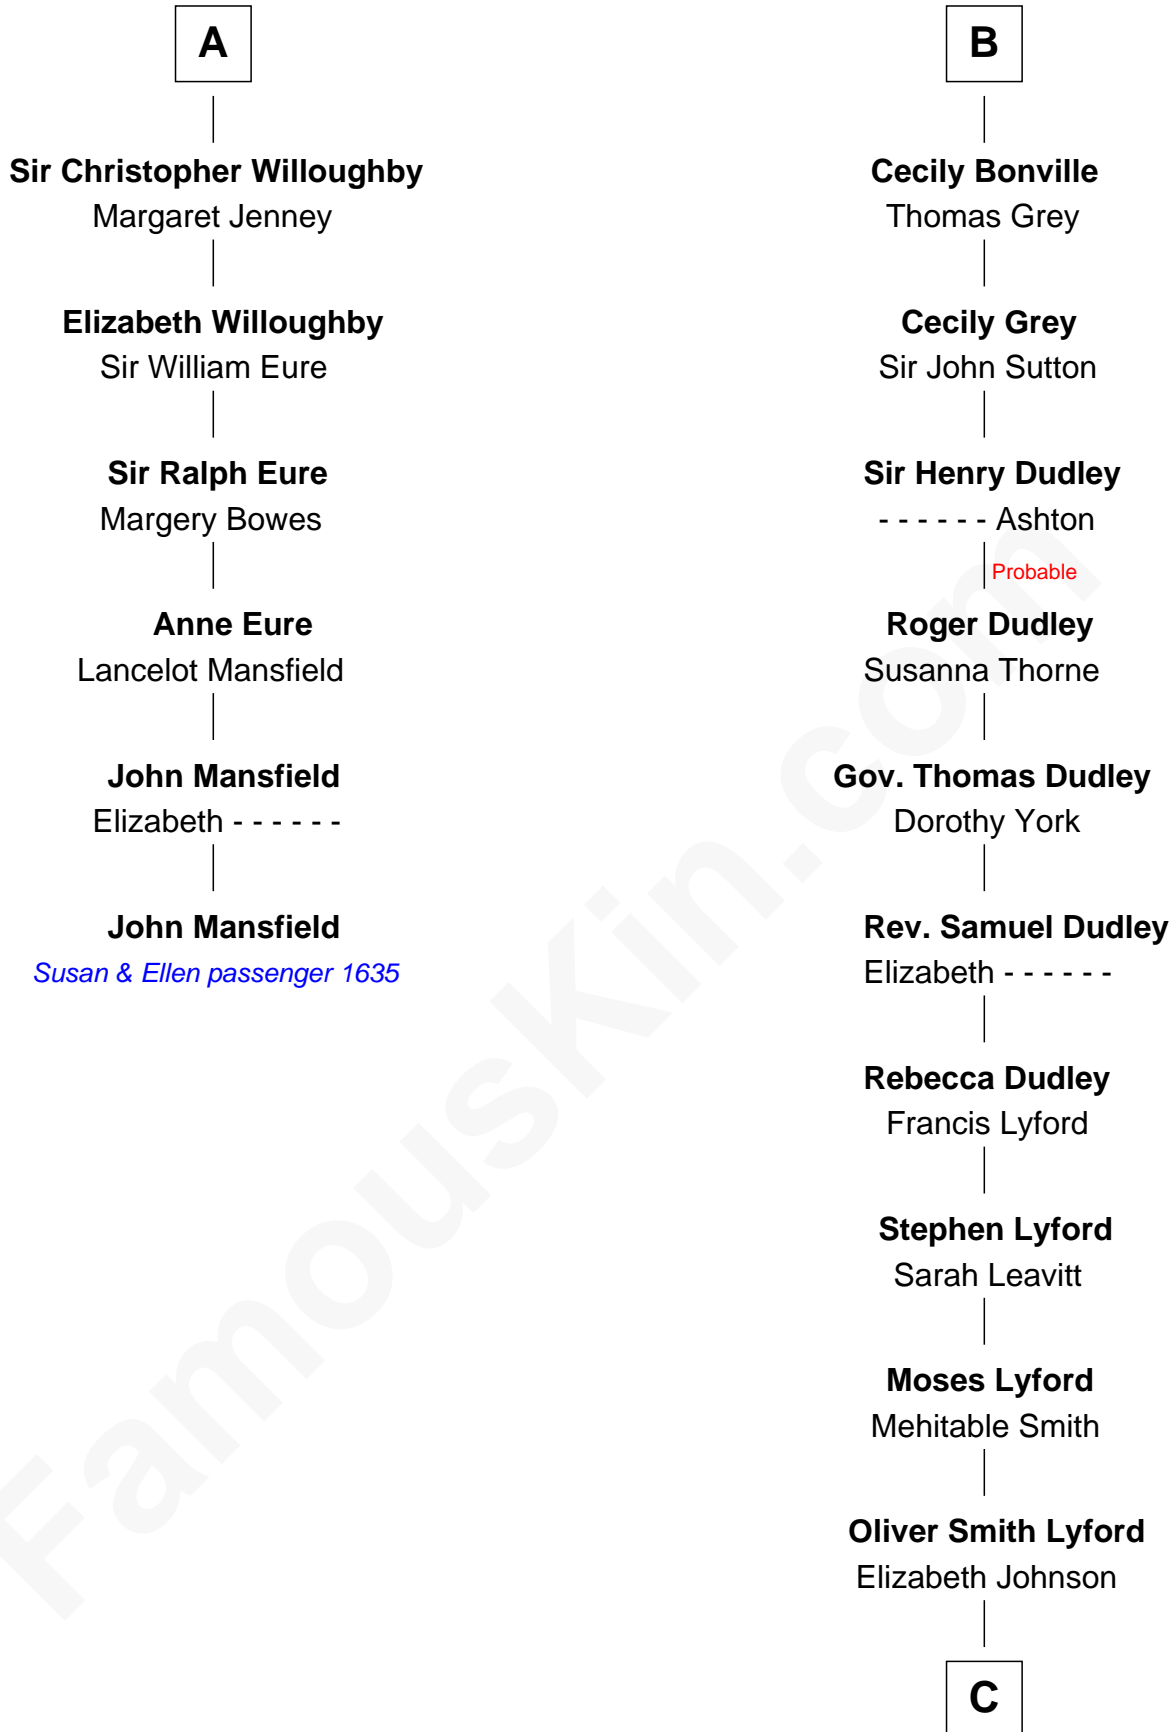 A
Sir Christopher Willoughby
Margaret Jenney
Elizabeth Willoughby
Sir William Eure
Sir Ralph Eure
Margery Bowes
Anne Eure
Lancelot Mansfield
John Mansfield
Elizabeth - - - - - -
John Mansfield
Susan & Ellen passenger 1635
B
Cecily Bonville
Thomas Grey
Cecily Grey
Sir John Sutton
Sir Henry Dudley
- - - - - - Ashton
Probable
Roger Dudley
Susanna Thorne
Gov. Thomas Dudley
Dorothy York
Rev. Samuel Dudley
Elizabeth - - - - - -
Rebecca Dudley
Francis Lyford
Stephen Lyford
Sarah Leavitt
Moses Lyford
Mehitable Smith
Oliver Smith Lyford
Elizabeth Johnson
C
FamousKin.com